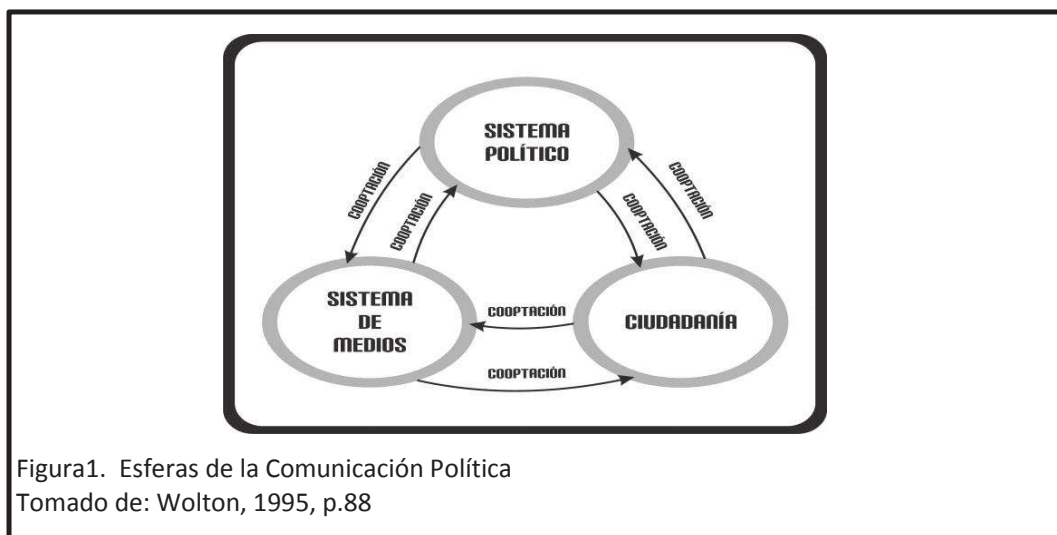 SISTEMA
POLÍTICO
COOPTACIÓN
COOPTACIÓN
COOPTACIÓN
COOPTACIÓN
SISTEMA
DE
MEDIOS
COOPTACIÓN
CIUDADANÍA
COOPTACIÓN
Figura1. Esferas de la Comunicación Política
Tomado de: Wolton, 1995, p.88